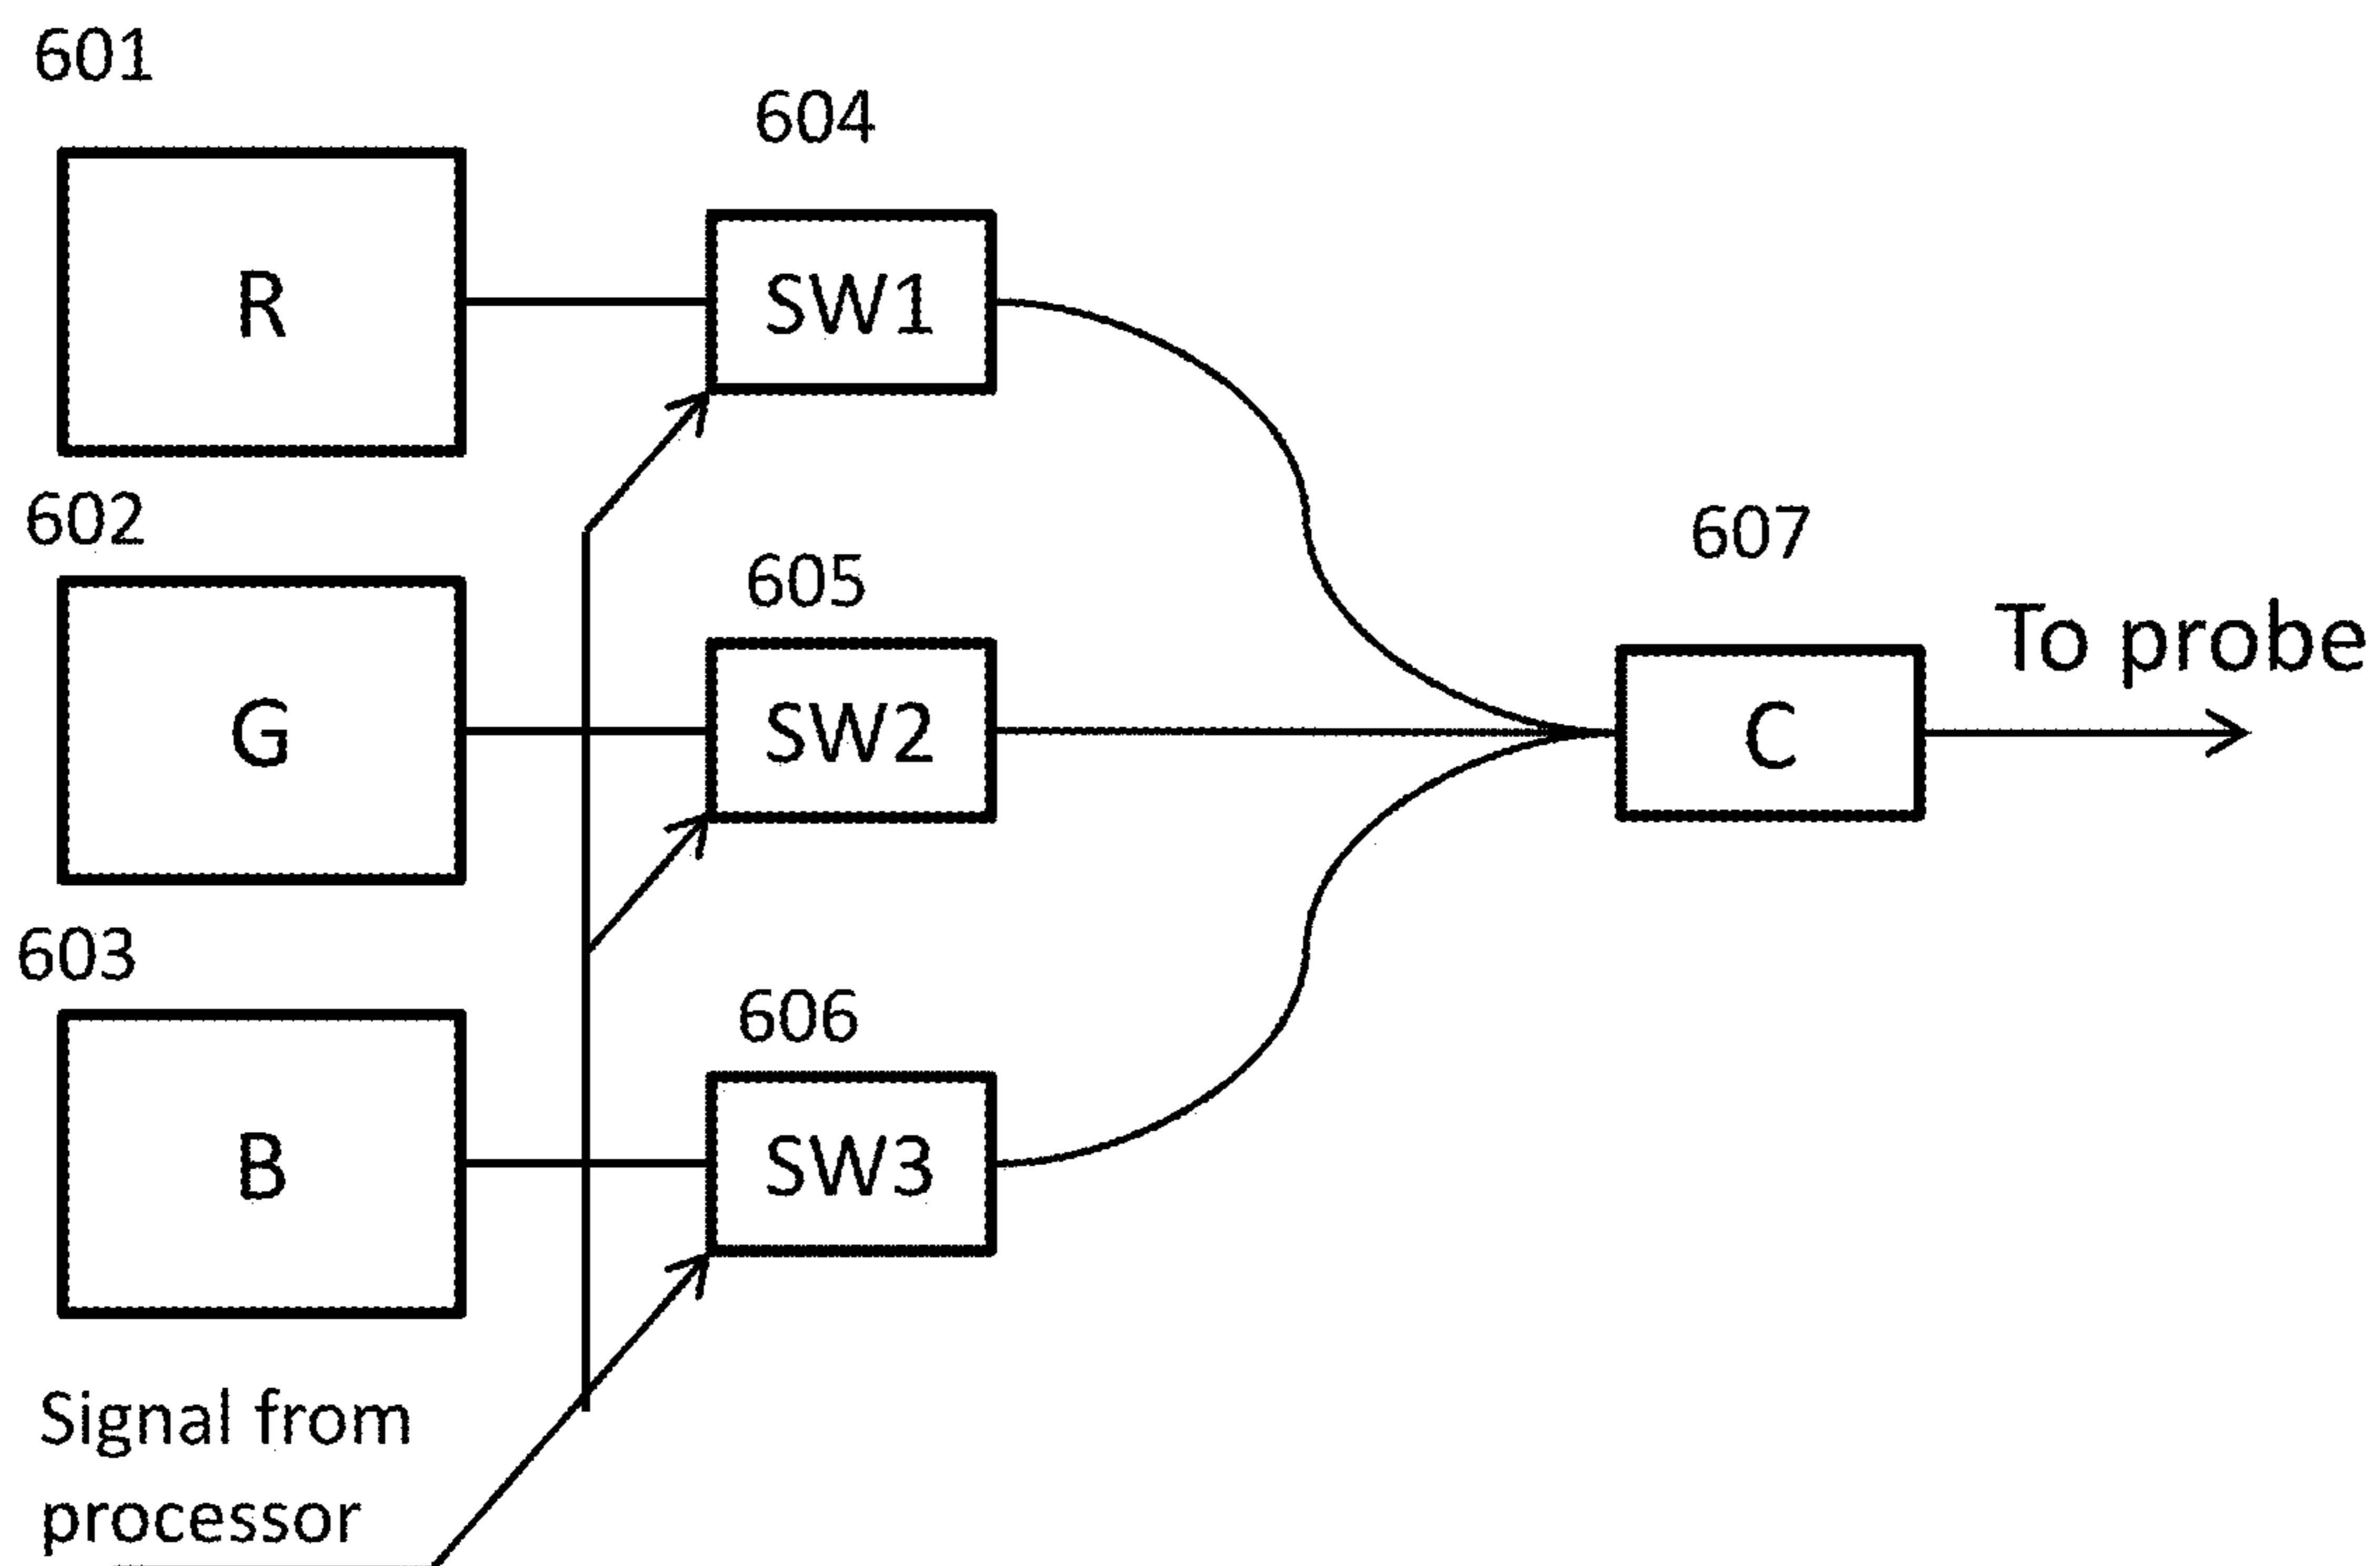 601
604
R
SW1
602
605
607
To probe
G
SW2
C
603
606
B
SW3
Signal from
processor